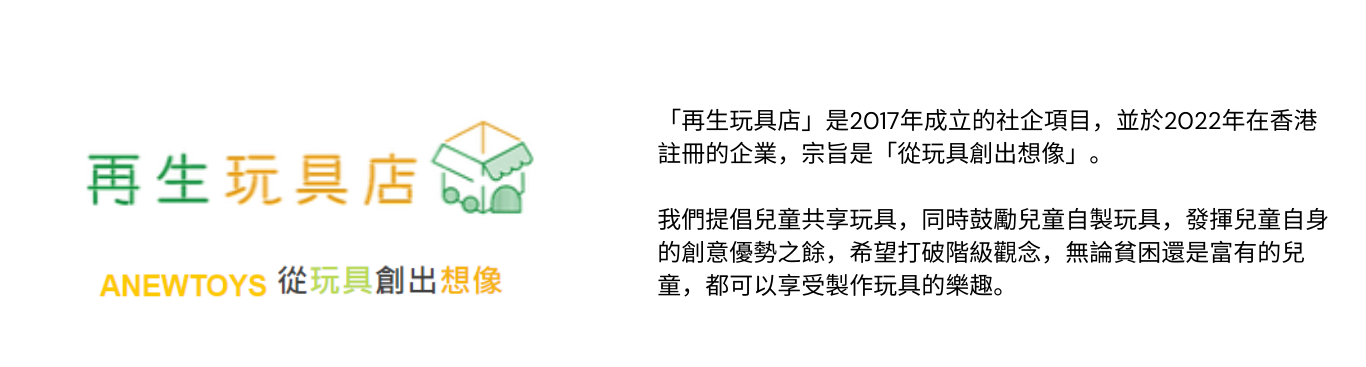 再生玩具店
ANEWTOYS 從玩具創出想像
「再生玩具店」是2017年成立的社企項目，並於2022年在香港
註冊的企業，宗旨是「從玩具創出想像」。
我們提倡兒童共享玩具，同時鼓勵兒童自製玩具，發揮兒童自身
的創意優勢之餘，希望打破階級觀念，無論貧困還是富有的兒
童，都可以享受製作玩具的樂趣。